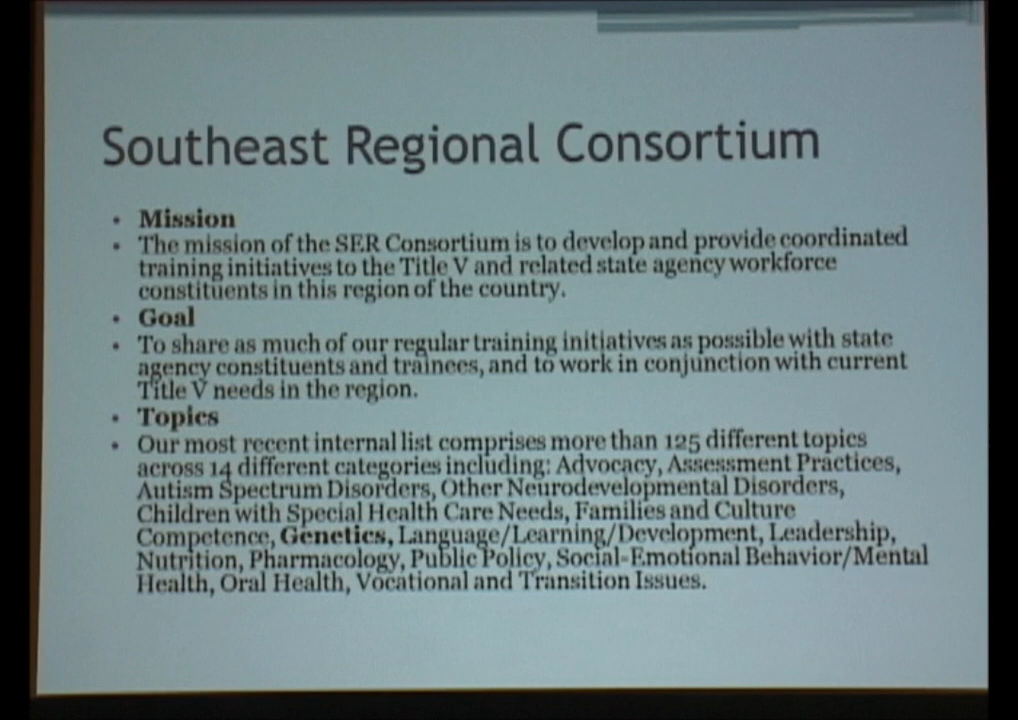 Southeast Regional Consortium
• Mission
• The mission of the SER Consortium is to develop and provide coordinated
training initiatives to the Title V and related state agency workforce
constituents in this region of the country.
• Goal
• To share as much of our regular training initiatives as possible with state
agency constituents and trainees, and to work in conjunction with current
Title V needs in the region.
• Topics
• Our most recent internal list comprises more than 125 different topics
across 14 different categories including: Advocacy, Assessment Practices,
Autism Spectrum Disorders, Other Neurodevelopmental Disorders,
Children with Special Health Care Needs, Families and Culture
Competence, Genetics, Language/Learning/Development, Leadership,
Nutrition, Pharmacology, Public Policy, Social-Emotional Behavior/Mental
Health, Oral Health, Vocational and Transition Issues.